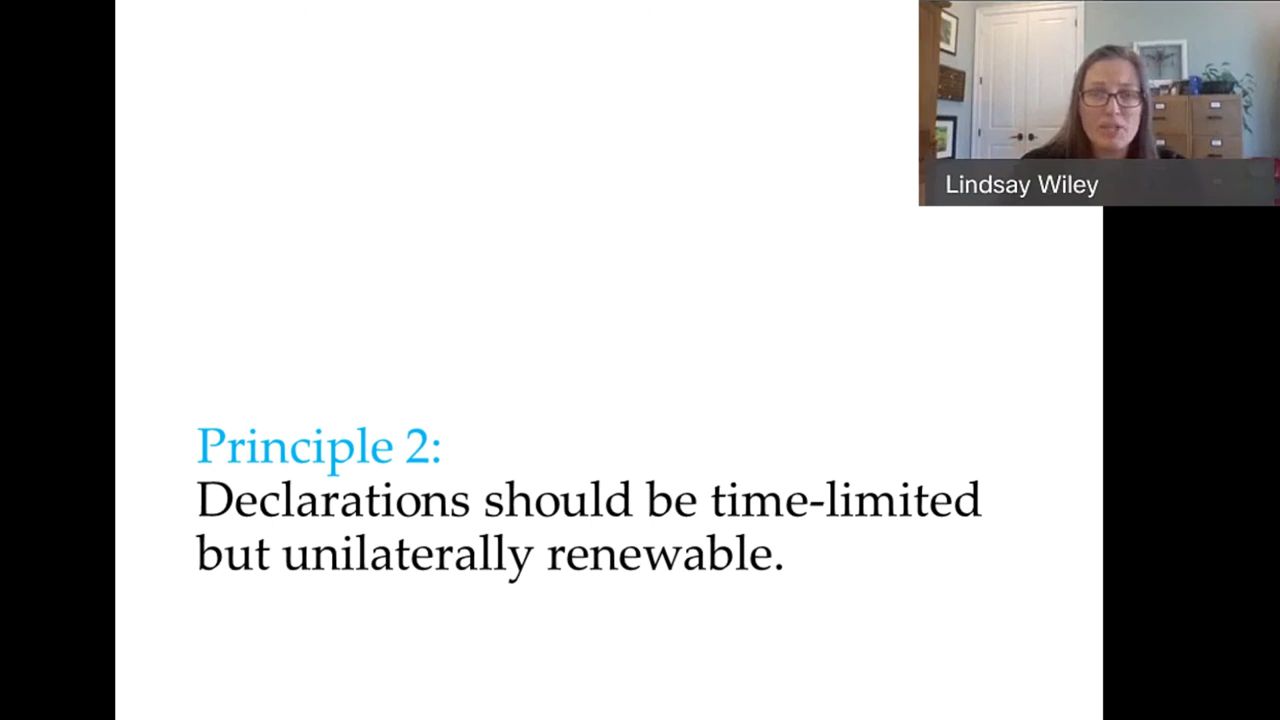 Lindsay Wiley
Principle 2:
Declarations should be time-limited
but unilaterally renewable.